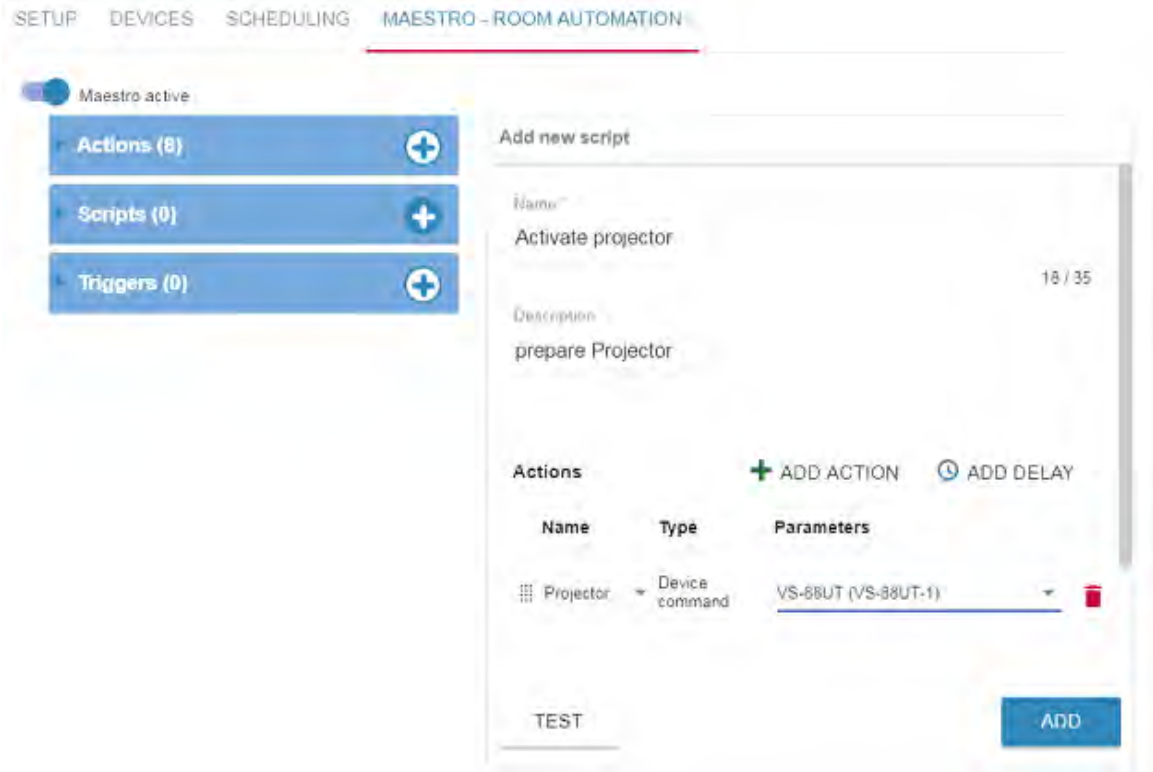 SETUP DEVICES SCHEDULING MAESTRO - ROOM AUTOMATION
Maestro active
Actions (8)
Scripts (0)
Triggers (0)
Add new script
Name *
Activate projector
18 / 35
Description
prepare Projector
Actions ADD ACTION ADD DELAY
Name Type Parameters
Projector Device command VS-88UT (VS-88UT-1)
TEST ADD